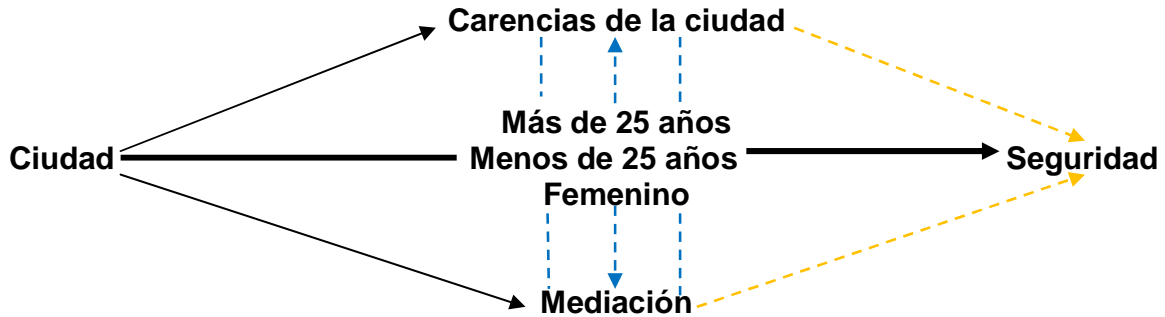 Carencias de la ciudad
Más de 25 años
Ciudad
Menos de 25 años
Seguridad
Femenino
Mediación